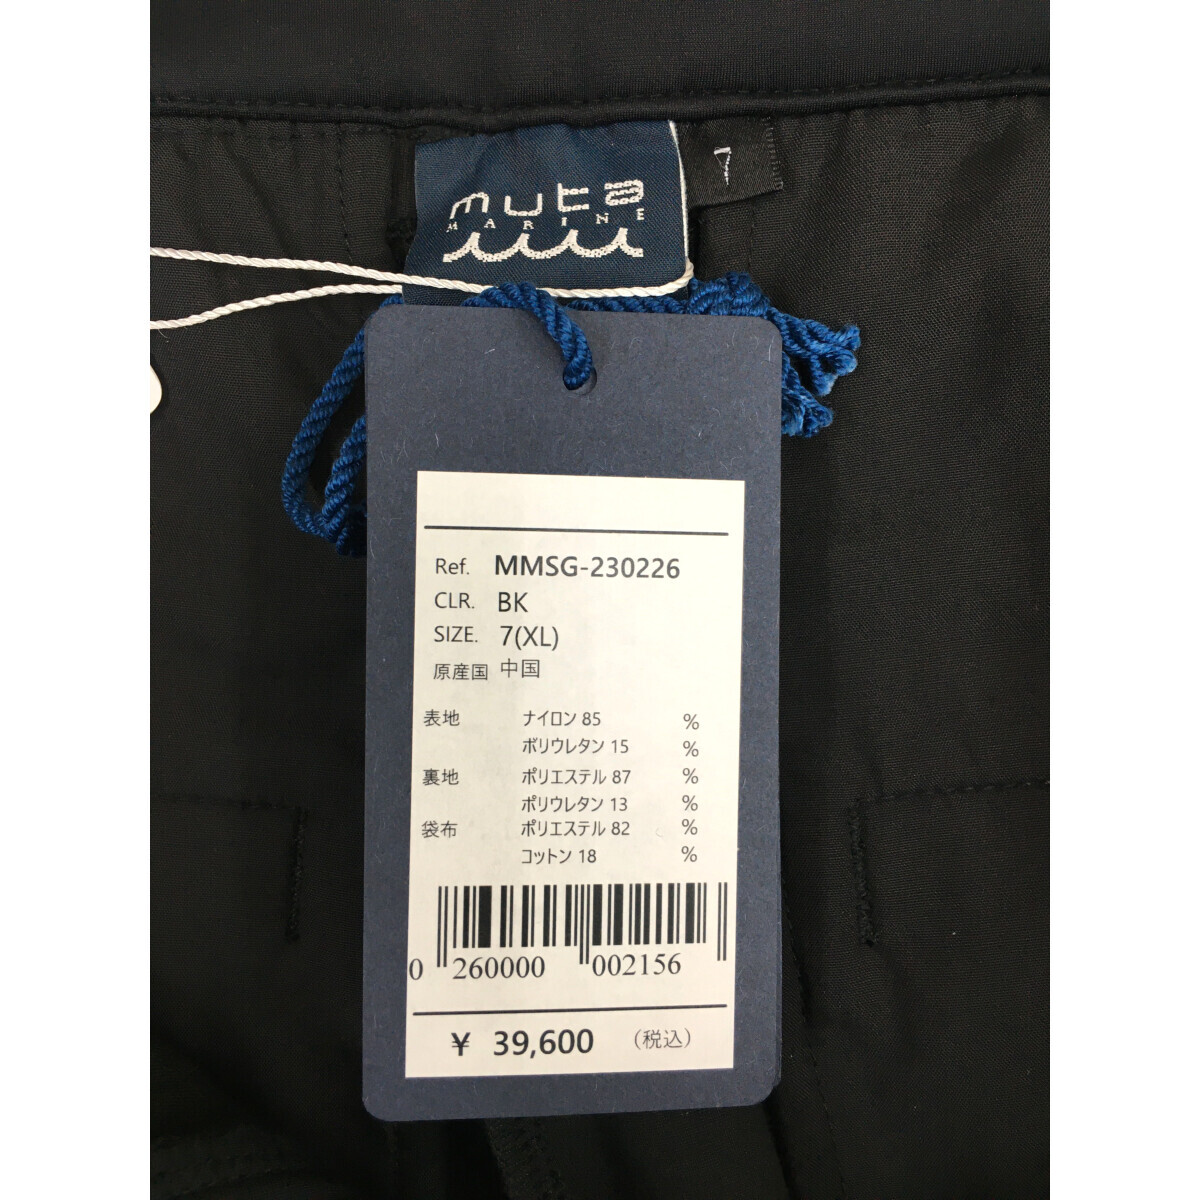 muta
MARINE
7
Ref. MMSG-230226
CLR. BK
SIZE. 7(XL)
原産国 中国
表地 ナイロン 85 %
ポリウレタン 15 %
裏地 ポリエステル 87 %
ポリウレタン 13 %
袋布 ポリエステル 82 %
コットン 18 %
0 260000 002156
¥ 39,600 (税込)